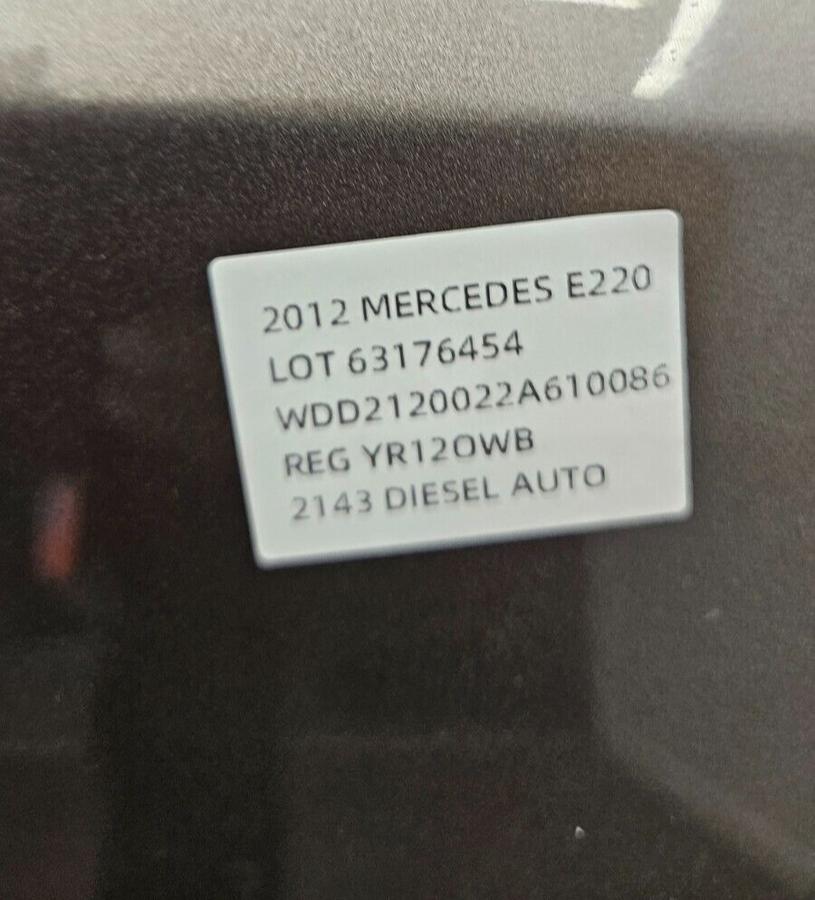 2012 MERCEDES E220
LOT 63176454
WDD2120022A610086
REG YR12OWB
2143 DIESEL AUTO